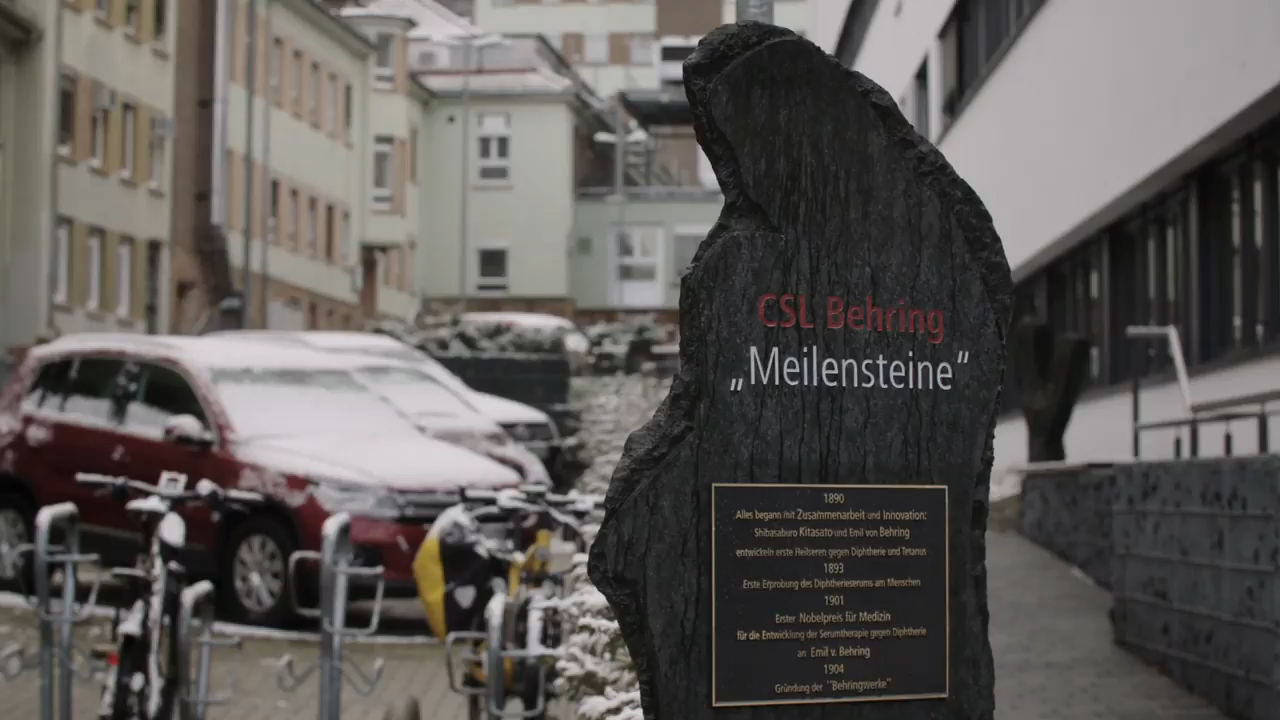 CSL Behring
„Meilensteine“
1890
Alles begann mit Zusammenarbeit und Innovation:
Shibasaburo Kitasato und Emil von Behring
entwickeln erste Heilseren gegen Diphtherie und Tetanus
1893
Erste Erprobung des Diphtherieserums am Menschen
1901
Erster Nobelpreis für Medizin
für die Entwicklung der Serumtherapie gegen Diphtherie
an Emil v. Behring
1904
Gründung der "Behringwerke"